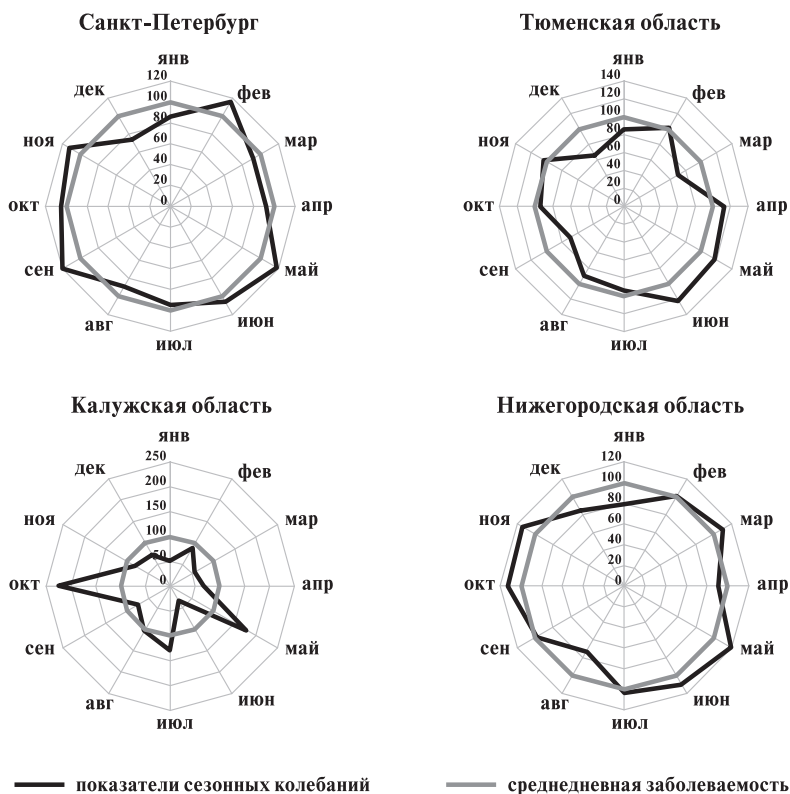 Санкт-Петербург
янв
фев
мар
апр
май
июн
июл
авг
сен
окт
ноя
дек
120
100
80
60
40
20
0
Тюменская область
янв
фев
мар
апр
май
июн
июл
авг
сен
окт
ноя
дек
140
120
100
80
60
40
20
0
Калужская область
янв
фев
мар
апр
май
июн
июл
авг
сен
окт
ноя
дек
250
200
150
100
50
0
Нижегородская область
янв
фев
мар
апр
май
июн
июл
авг
сен
окт
ноя
дек
120
100
80
60
40
20
0
показатели сезонных колебаний
среднедневная заболеваемость